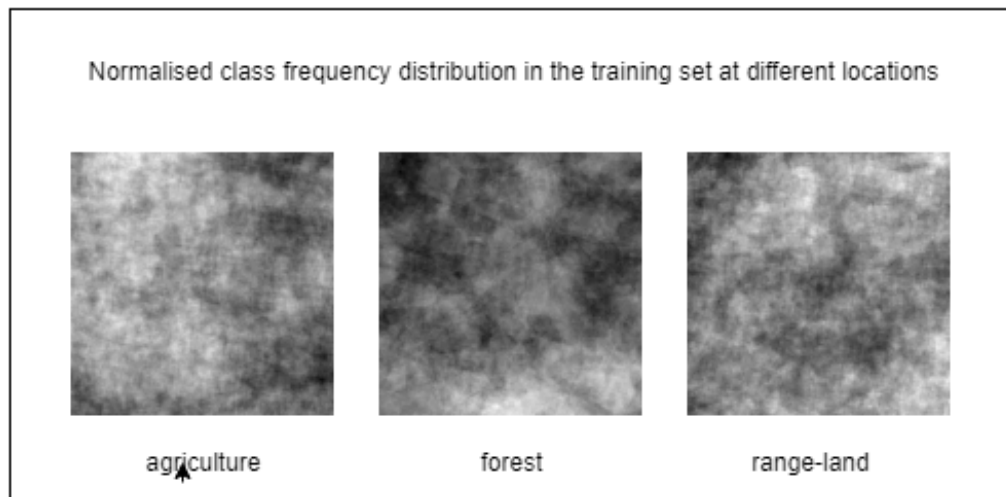 Normalised class frequency distribution in the training set at different locations
agriculture
forest
range-land